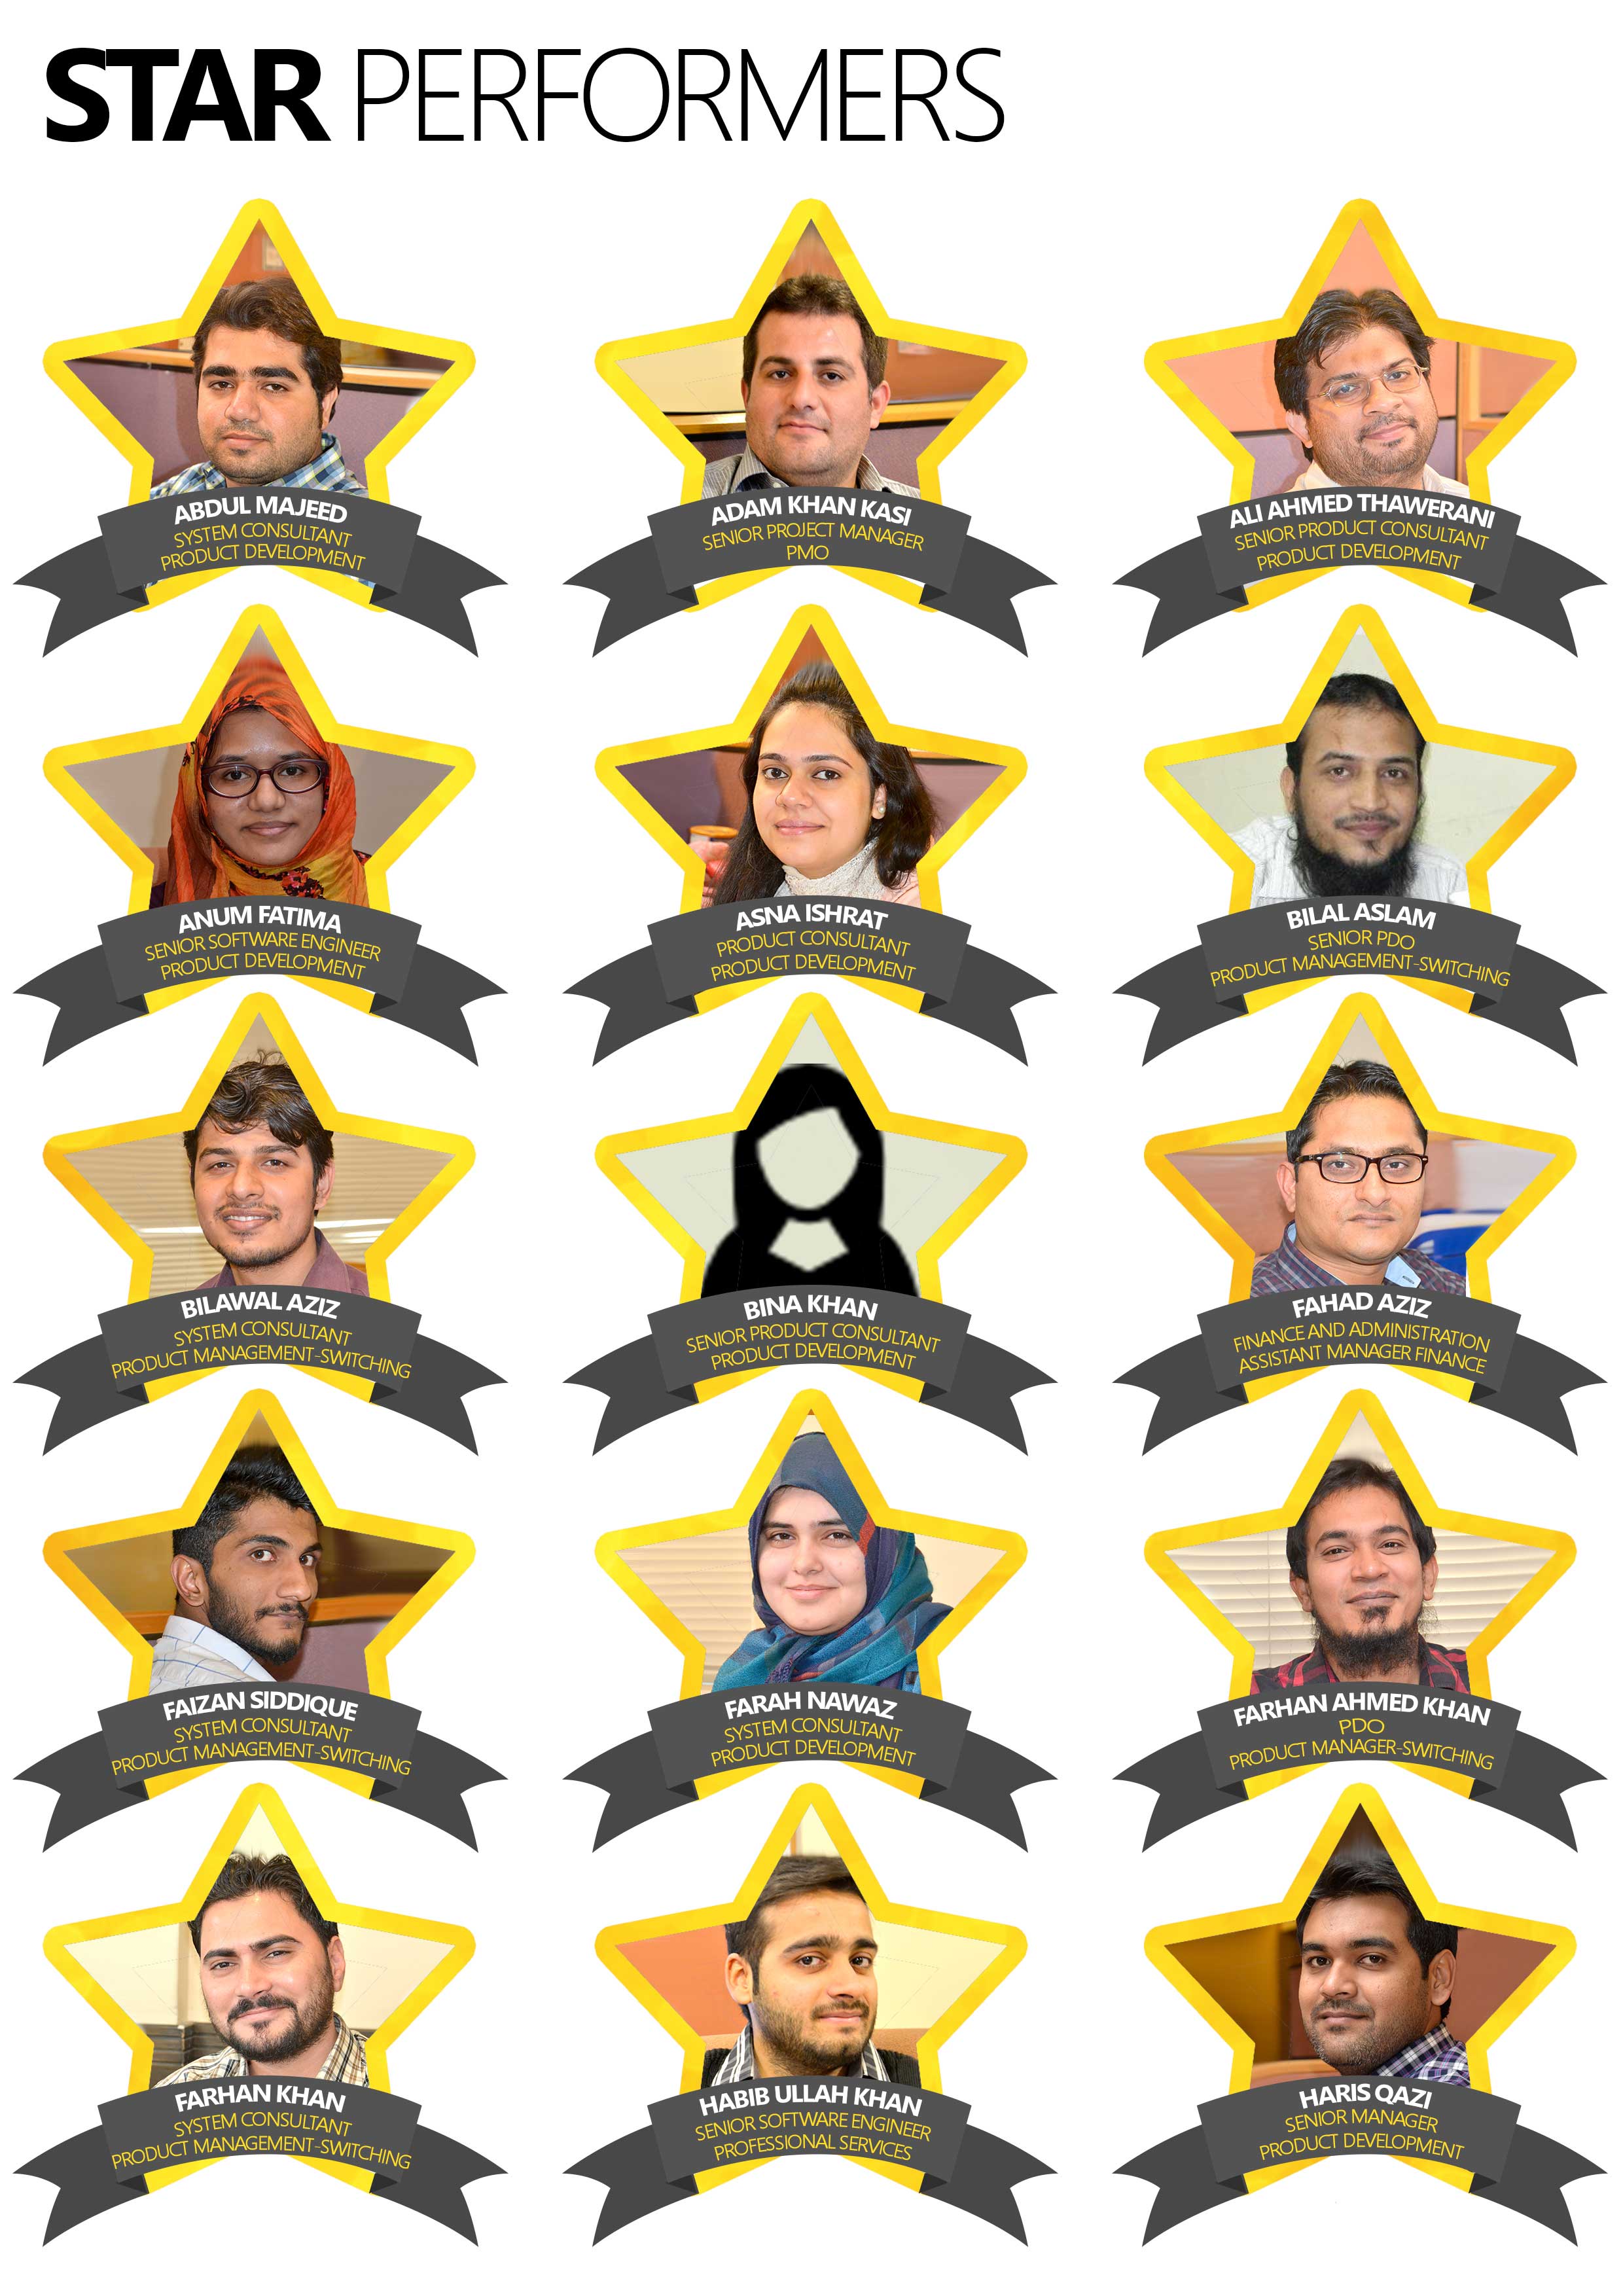 STAR PERFORMERS
ABDUL MAJEED
SYSTEM CONSULTANT
PRODUCT DEVELOPMENT
ADAM KHAN KASI
SENIOR PROJECT MANAGER
PMO
ALI AHMED THAWERANI
SENIOR PRODUCT CONSULTANT
PRODUCT DEVELOPMENT
ANUM FATIMA
SENIOR SOFTWARE ENGINEER
PRODUCT DEVELOPMENT
ASNA ISHRAT
PRODUCT CONSULTANT
PRODUCT DEVELOPMENT
BILAL ASLAM
SENIOR PDO
PRODUCT MANAGEMENT-SWITCHING
BILAWAL AZIZ
SYSTEM CONSULTANT
PRODUCT MANAGEMENT-SWITCHING
BINA KHAN
SENIOR PRODUCT CONSULTANT
PRODUCT DEVELOPMENT
FAHAD AZIZ
FINANCE AND ADMINISTRATION
ASSISTANT MANAGER FINANCE
FAIZAN SIDDIQUE
SYSTEM CONSULTANT
PRODUCT MANAGEMENT-SWITCHING
FARAH NAWAZ
SYSTEM CONSULTANT
PRODUCT DEVELOPMENT
FARHAN AHMED KHAN
PDO
PRODUCT MANAGER-SWITCHING
FARHAN KHAN
SYSTEM CONSULTANT
PRODUCT MANAGEMENT-SWITCHING
HABIB ULLAH KHAN
SENIOR SOFTWARE ENGINEER
PROFESSIONAL SERVICES
HARIS QAZI
SENIOR MANAGER
PRODUCT DEVELOPMENT